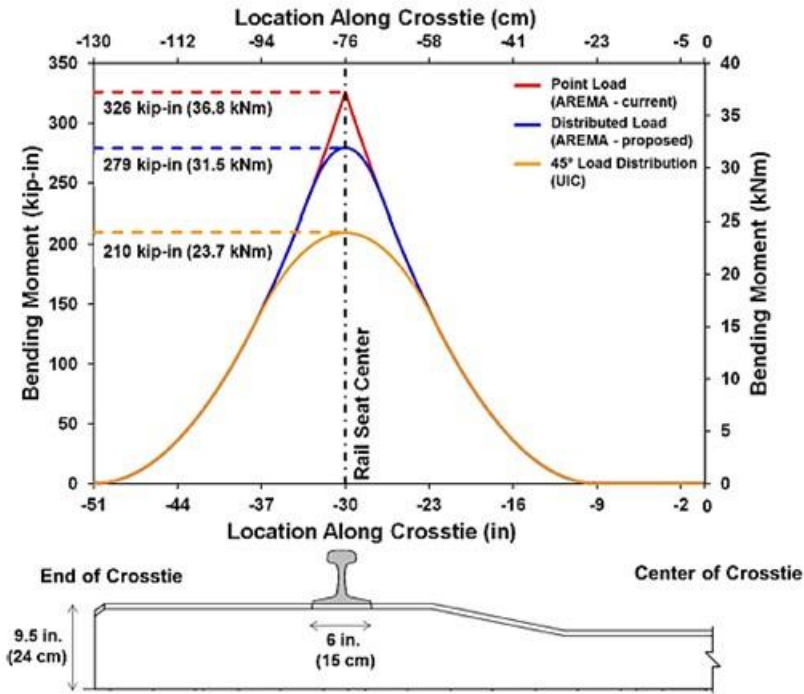 Location Along Crosstie (cm)
-130 -112 -94 -76 -58 -41 -23 -5 0
350 40
300 35
250 30
200 25
150 20
100 15
50 10
0 5
0
Bending Moment (kip-in)
Bending Moment (kNm)
Point Load
(AREMA - current)
Distributed Load
(AREMA - proposed)
45° Load Distribution
(UIC)
326 kip-in (36.8 kNm)
279 kip-in (31.5 kNm)
210 kip-in (23.7 kNm)
Rail Seat Center
-51 -44 -37 -30 -23 -16 -9 -2 0
Location Along Crosstie (in)
End of Crosstie
Center of Crosstie
9.5 in.
(24 cm)
6 in.
(15 cm)